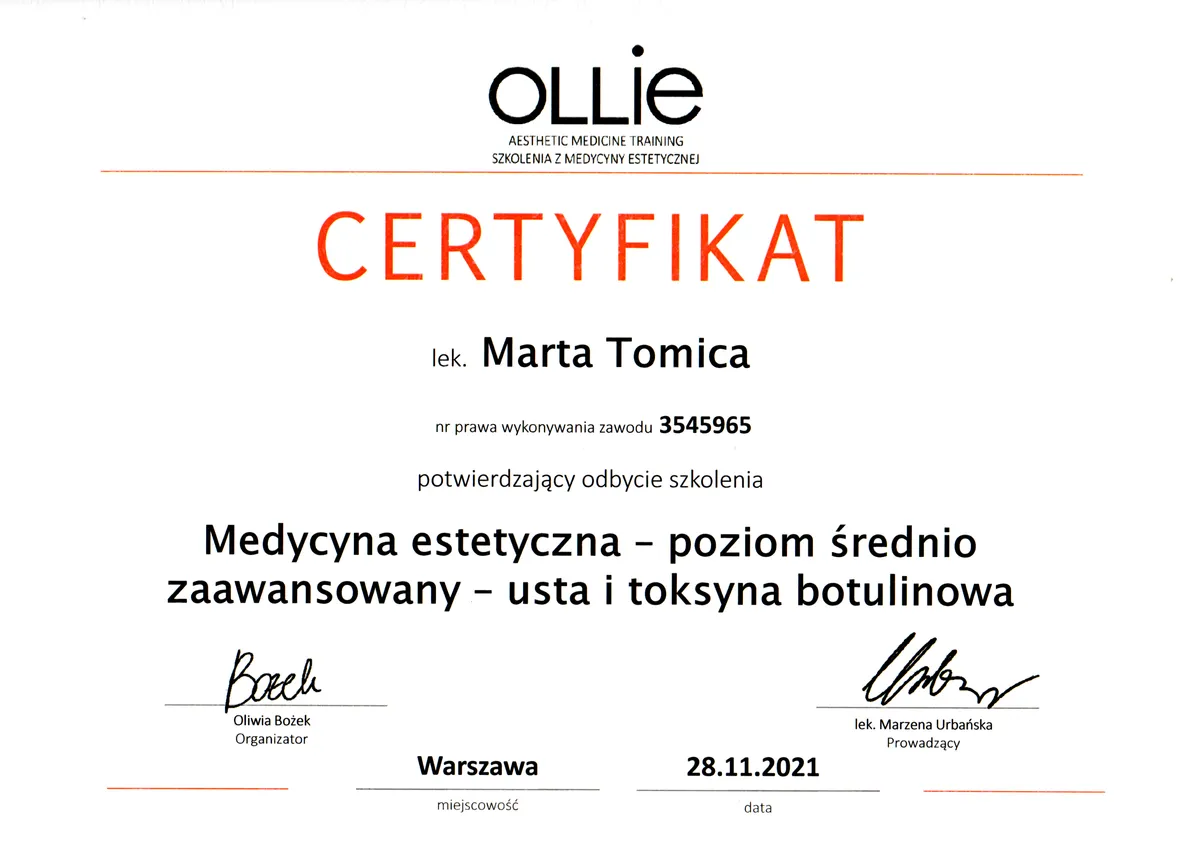 OLLie
AESTHETIC MEDICINE TRAINING
SZKOLENIA Z MEDYCYNY ESTETYCZNEJ
CERTYFIKAT
lek. Marta Tomica
nr prawa wykonywania zawodu 3545965
potwierdzający odbycie szkolenia
Medycyna estetyczna – poziom średnio
zaawansowany – usta i toksyna botulinowa
Bożek
Oliwia Bożek
Organizator
lek. Marzena Urbańska
Prowadzący
Warszawa
miejscowość
28.11.2021
data